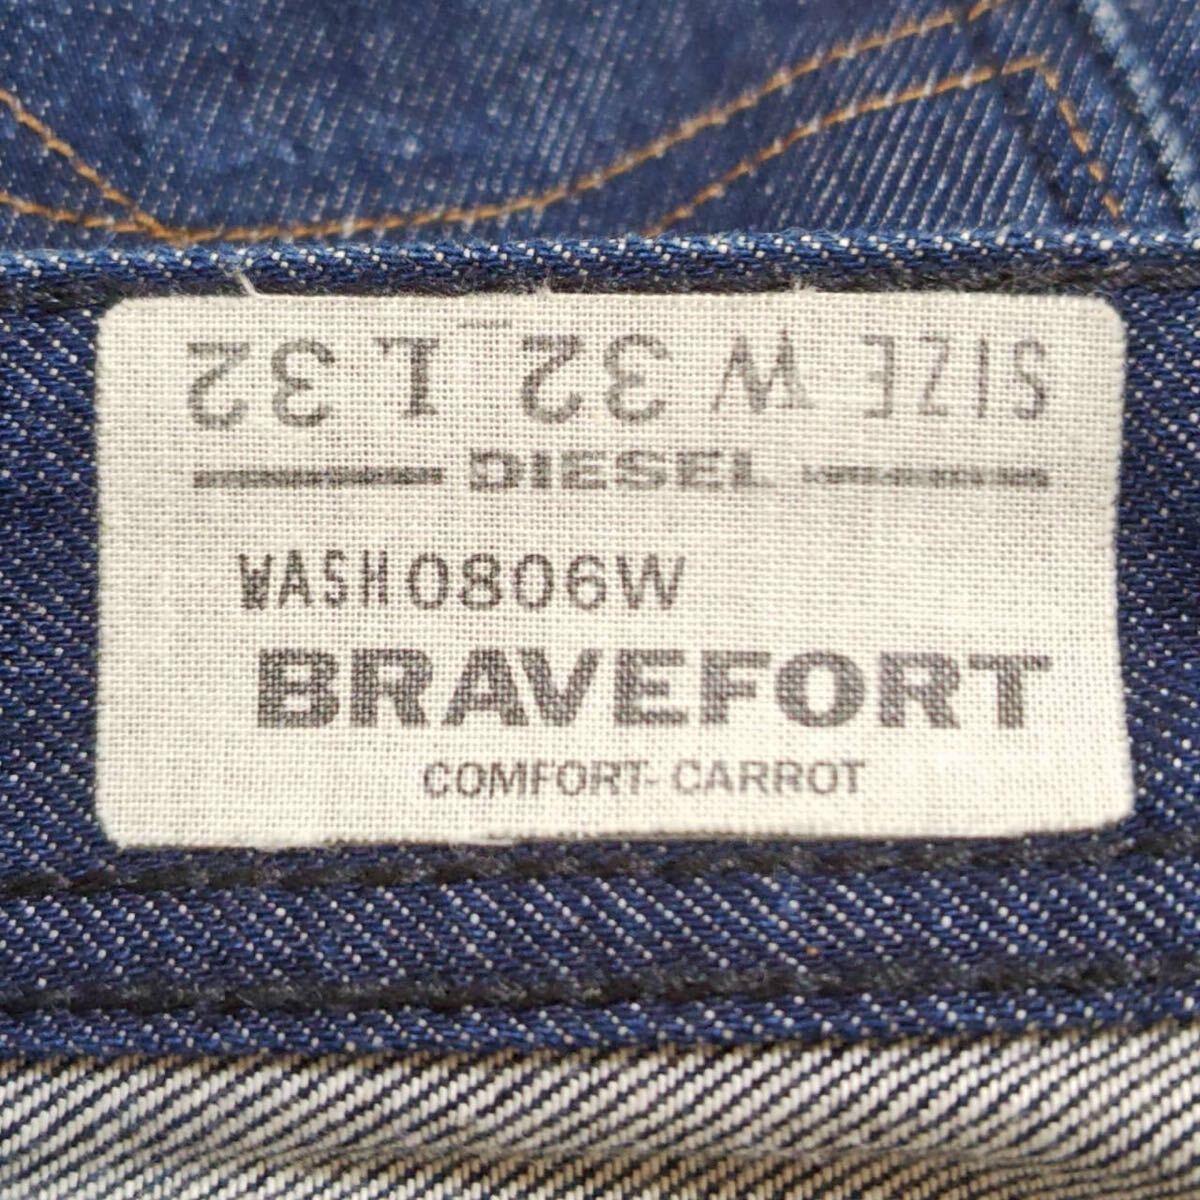 SIZE W 32 L 32
DIESEL
WASH0806W
BRAVEFORT
COMFORT-CARROT